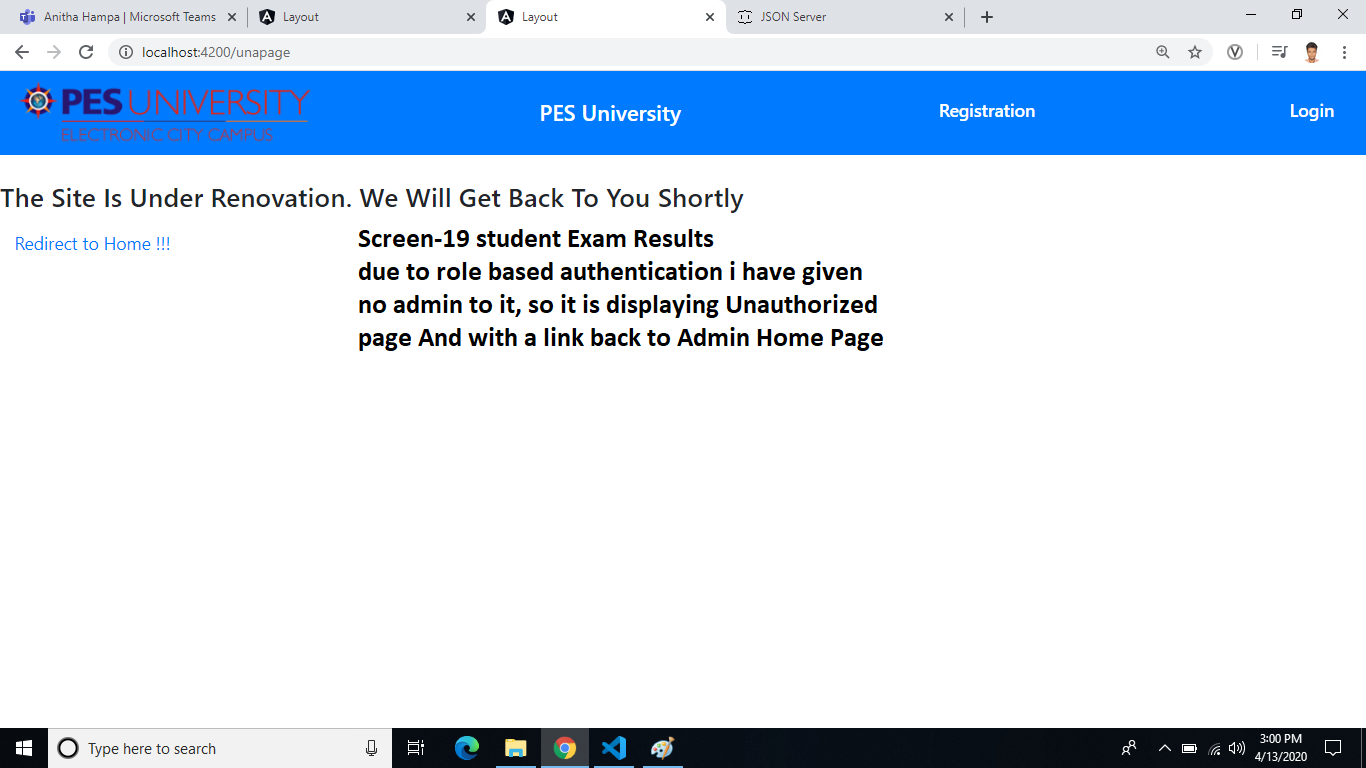 Anitha Hampa | Microsoft Teams
Layout
Layout
JSON Server
localhost:4200/unapage
PES UNIVERSITY
ELECTRONIC CITY CAMPUS
PES University
Registration
Login
The Site Is Under Renovation. We Will Get Back To You Shortly
Redirect to Home !!!
Screen-19 student Exam Results
due to role based authentication i have given
no admin to it, so it is displaying Unauthorized
page And with a link back to Admin Home Page
Type here to search
3:00 PM
4/13/2020